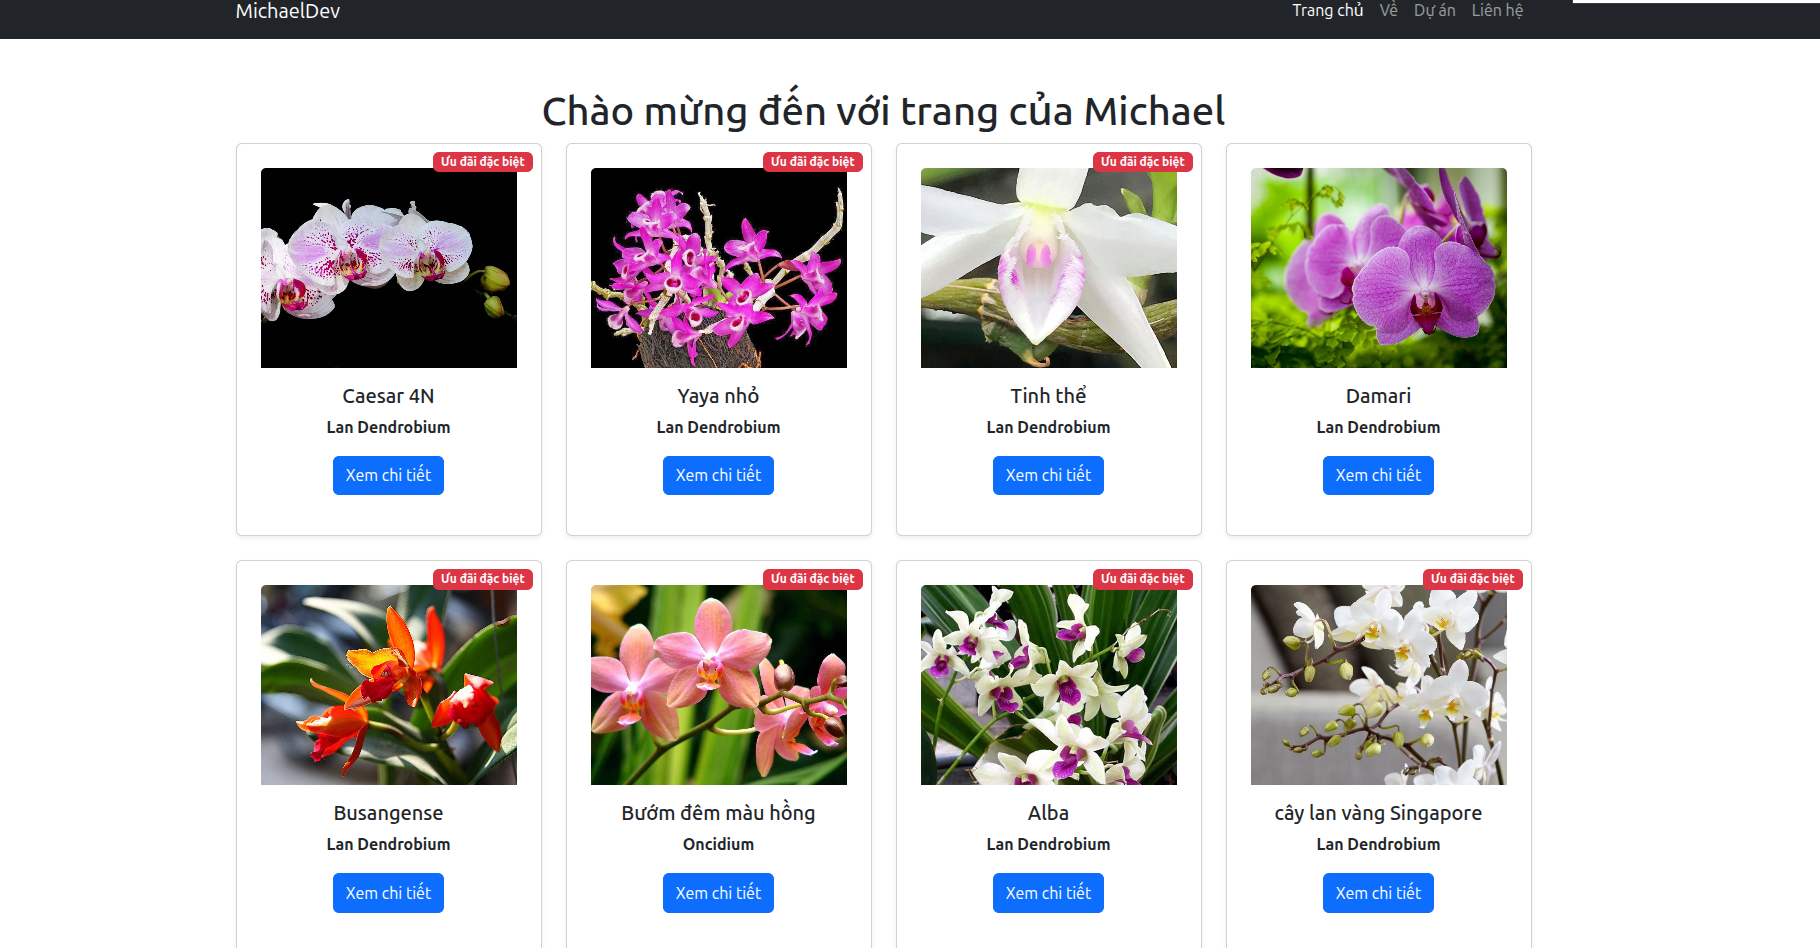 MichaelDev
Trang chủ Về Dự án Liên hệ
Chào mừng đến với trang của Michael
Ưu đãi đặc biệt
Caesar 4N
Lan Dendrobium
Xem chi tiết
Ưu đãi đặc biệt
Yaya nhỏ
Lan Dendrobium
Xem chi tiết
Ưu đãi đặc biệt
Tinh thể
Lan Dendrobium
Xem chi tiết
Damari
Lan Dendrobium
Xem chi tiết
Ưu đãi đặc biệt
Busangense
Lan Dendrobium
Xem chi tiết
Ưu đãi đặc biệt
Bướm đêm màu hồng
Oncidium
Xem chi tiết
Ưu đãi đặc biệt
Alba
Lan Dendrobium
Xem chi tiết
Ưu đãi đặc biệt
cây lan vàng Singapore
Lan Dendrobium
Xem chi tiết